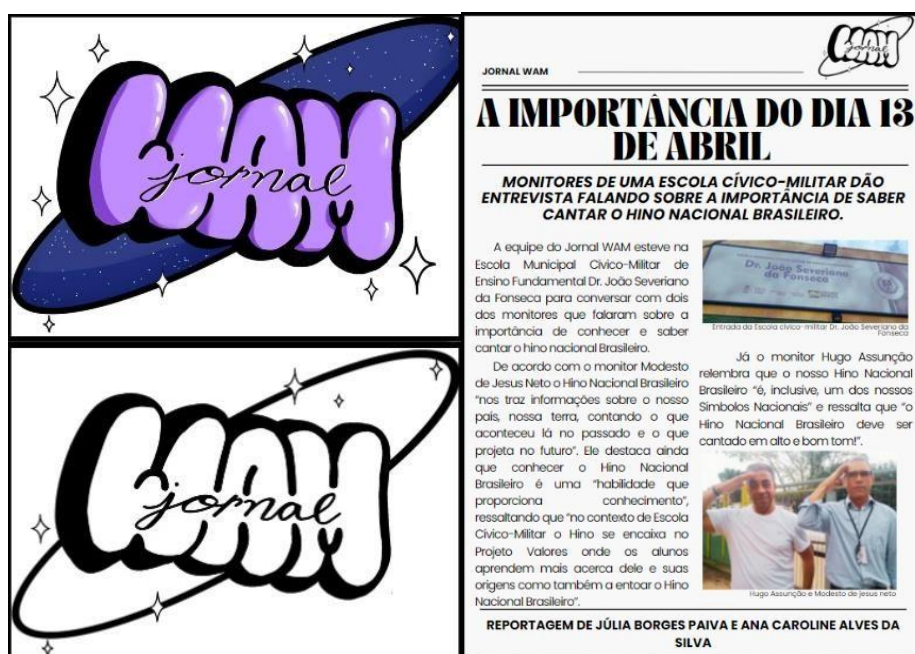 WAM
jornal
WAM
jornal
WAM
jornal
JORNAL WAM
A IMPORTÂNCIA DO DIA 13
DE ABRIL
MONITORES DE UMA ESCOLA CÍVICO-MILITAR DÃO
ENTREVISTA FALANDO SOBRE A IMPORTÂNCIA DE SABER
CANTAR O HINO NACIONAL BRASILEIRO.
A equipe do Jornal WAM esteve na
Escola Municipal Cívico-Militar de
Ensino Fundamental Dr. João Severiano
da Fonseca para conversar com dois
dos monitores que falaram sobre a
importância de conhecer e saber
cantar o hino nacional Brasileiro.
De acordo com o monitor Modesto
de Jesus Neto o Hino Nacional Brasileiro
"nos traz informações sobre o nosso
país, nossa terra, contando o que
aconteceu lá no passado e o que
projeta no futuro". Ele destaca ainda
que conhecer o Hino Nacional
Brasileiro é uma "habilidade que
proporciona conhecimento",
ressaltando que "no contexto de Escola
Cívico-Militar o Hino se encaixa no
Projeto Valores onde os alunos
aprendem mais acerca dele e suas
origens como também a entoar o Hino
Nacional Brasileiro".
Dr. João Severiano
da Fonseca
Entrada da Escola cívico-militar Dr. João Severiano da
Fonseca
Já o monitor Hugo Assunção
relembra que o nosso Hino Nacional
Brasileiro "é, inclusive, um dos nossos
Símbolos Nacionais" e ressalta que "o
Hino Nacional Brasileiro deve ser
cantado em alto e bom tom!".
Hugo Assunção e Modesto de jesus neto
REPORTAGEM DE JÚLIA BORGES PAIVA E ANA CAROLINE ALVES DA
SILVA